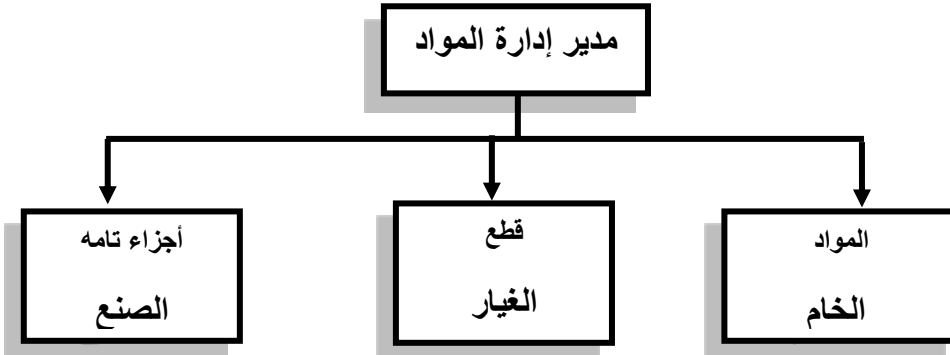 مدير إدارة المواد
المواد
الخام
قطع
الغيار
أجزاء تامه
الصنع